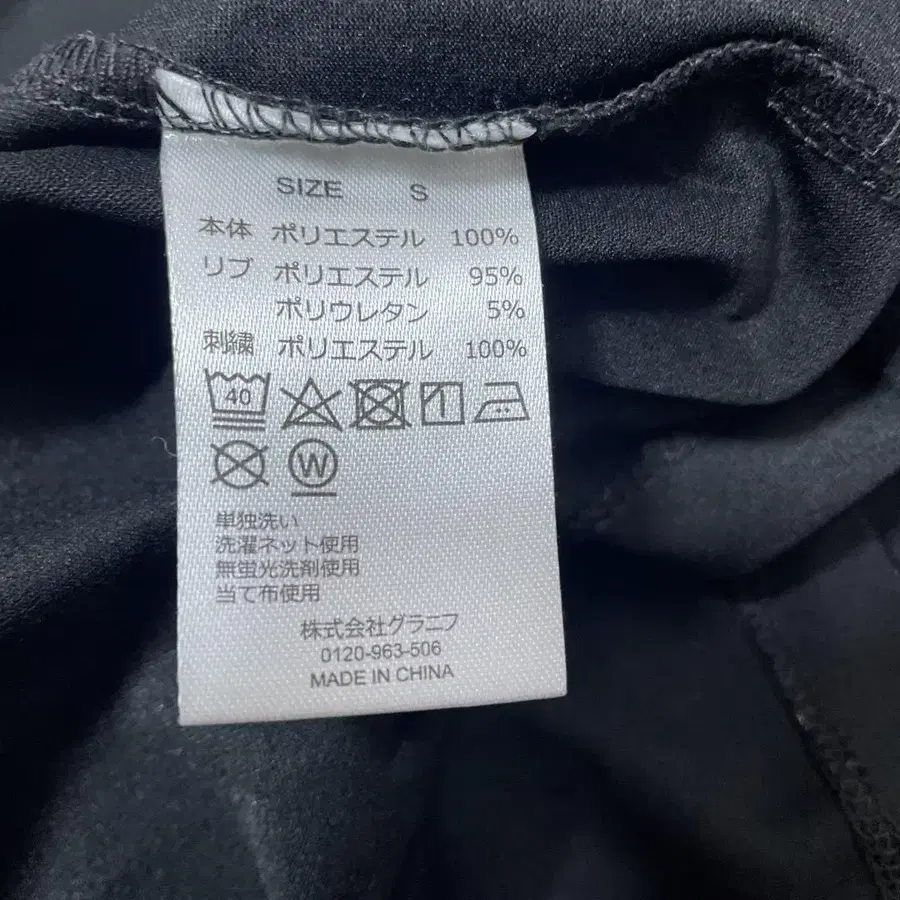 SIZE S
本体 ポリエステル 100%
リブ ポリエステル 95%
ポリウレタン 5%
刺繍 ポリエステル 100%
40
W
単独洗い
洗濯ネット使用
無蛍光洗剤使用
当て布使用
株式会社グラニフ
0120-963-506
MADE IN CHINA